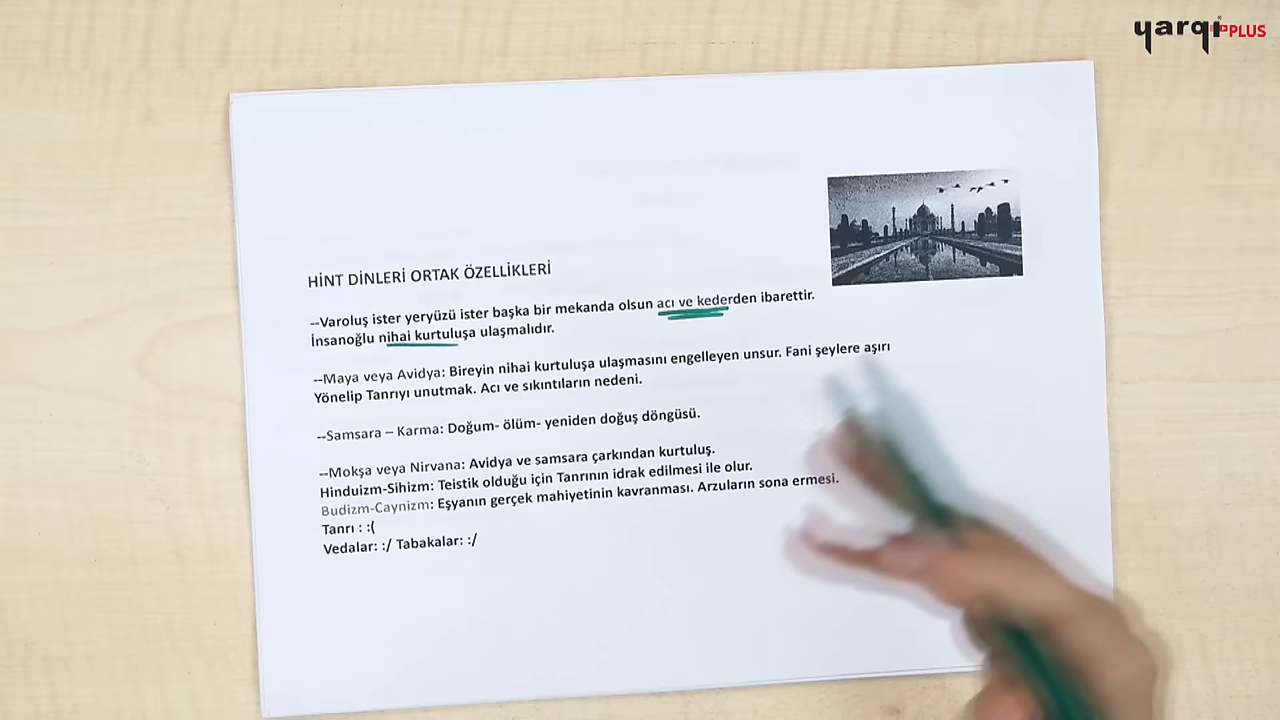 yarqi PLUS
HİNT DİNLERİ ORTAK ÖZELLİKLERİ
--Varoluş ister yeryüzü ister başka bir mekanda olsun acı ve kederden ibarettir.
İnsanoğlu nihai kurtuluşa ulaşmalıdır.
--Maya veya Avidya: Bireyin nihai kurtuluşa ulaşmasını engelleyen unsur. Fani şeylere aşırı
Yönelip Tanrıyı unutmak. Acı ve sıkıntıların nedeni.
--Samsara – Karma: Doğum- ölüm- yeniden doğuş döngüsü.
--Mokşa veya Nirvana: Avidya ve samsara çarkından kurtuluş.
Hinduizm-Sihizm: Teistik olduğu için Tanrının idrak edilmesi ile olur.
Budizm-Caynizm: Eşyanın gerçek mahiyetinin kavranması. Arzuların sona ermesi.
Tanrı : :(
Vedalar: :/ Tabakalar: :/